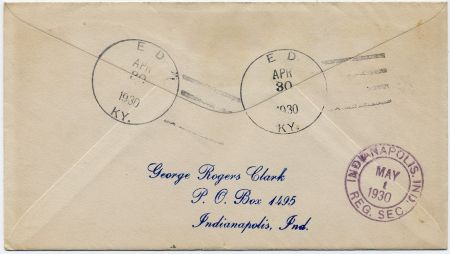 E D
APR
30
1930
KY.
E D
APR
30
1930
KY.
George Rogers Clark
P. O. Box 1495
Indianapolis, Ind.
INDIANAPOLIS, IND.
MAY
1
1930
REG. SEC.